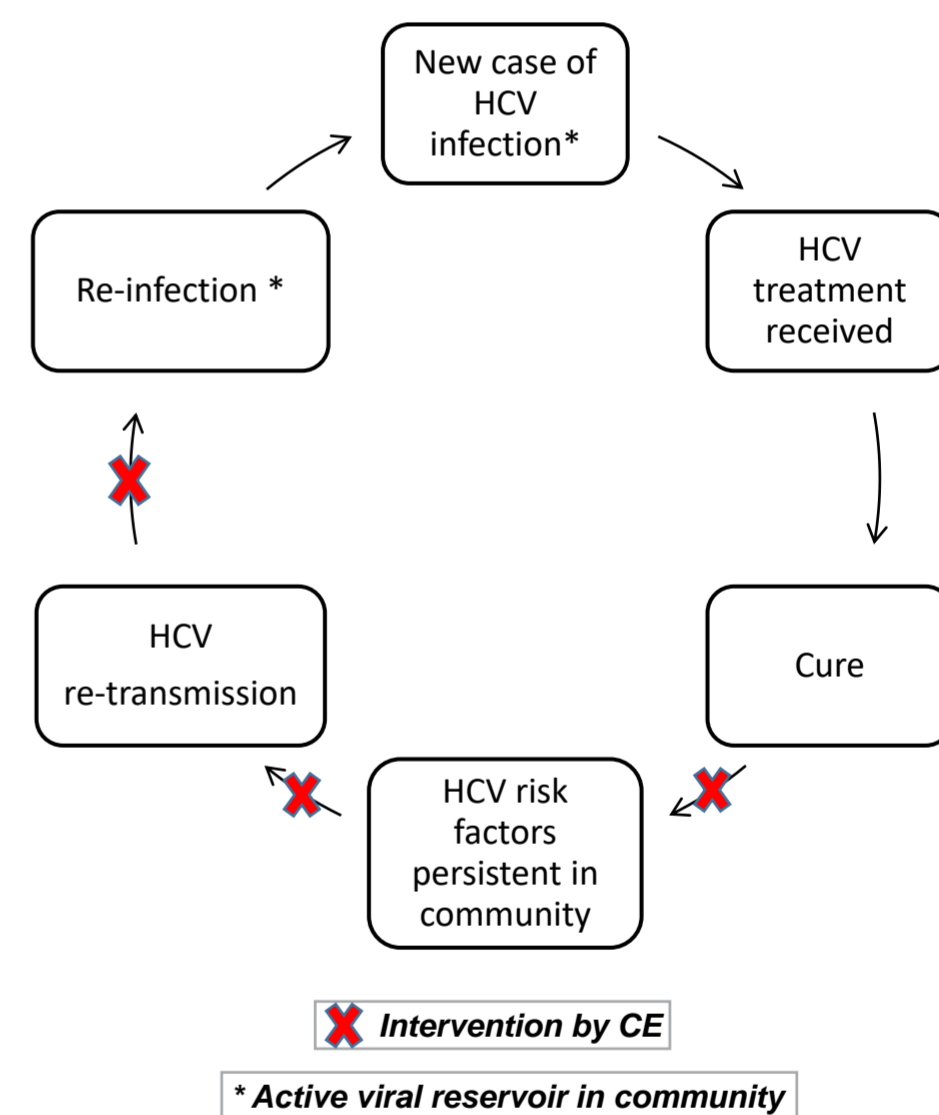 New case of
HCV
infection*
HCV
treatment
received
Cure
HCV risk
factors
persistent in
community
HCV
re-transmission
Re-infection *
Intervention by CE
* Active viral reservoir in community